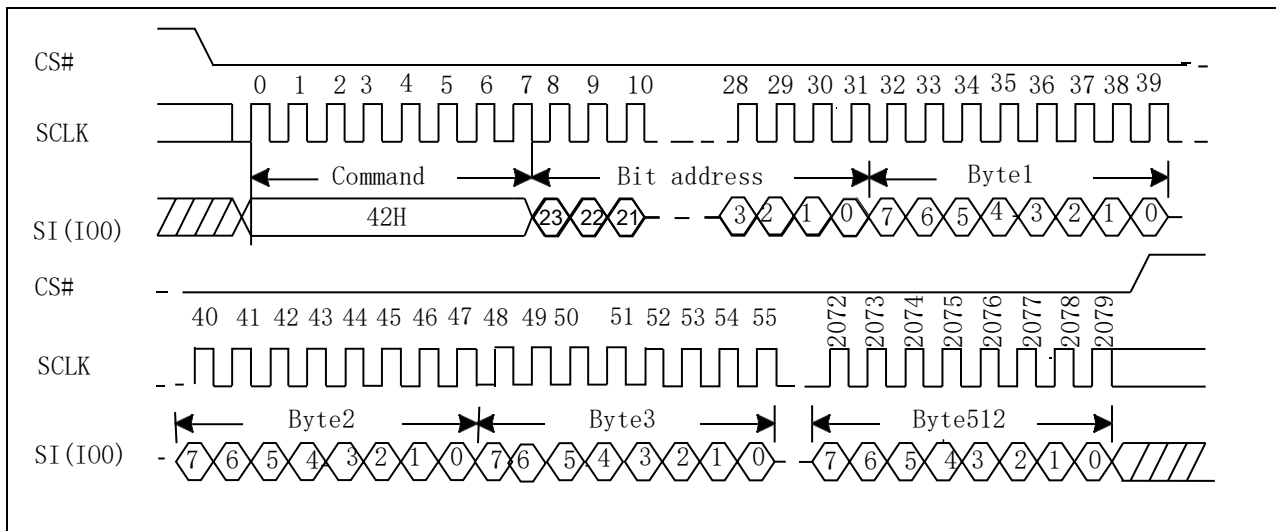 CS#
0 1 2 3 4 5 6 7 8 9 10 28 29 30 31 32 33 34 35 36 37 38 39
SCLK
Command Bit address Byte1
SI(IO0) 42H 23 22 21 3 2 1 0 7 6 5 4 3 2 1 0
CS#
40 41 42 43 44 45 46 47 48 49 50 51 52 53 54 55 2072 2073 2074 2075 2076 2077 2078 2079
SCLK
Byte2 Byte3 Byte512
SI(IO0) 7 6 5 4 3 2 1 0 7 6 5 4 3 2 1 0 7 6 5 4 3 2 1 0